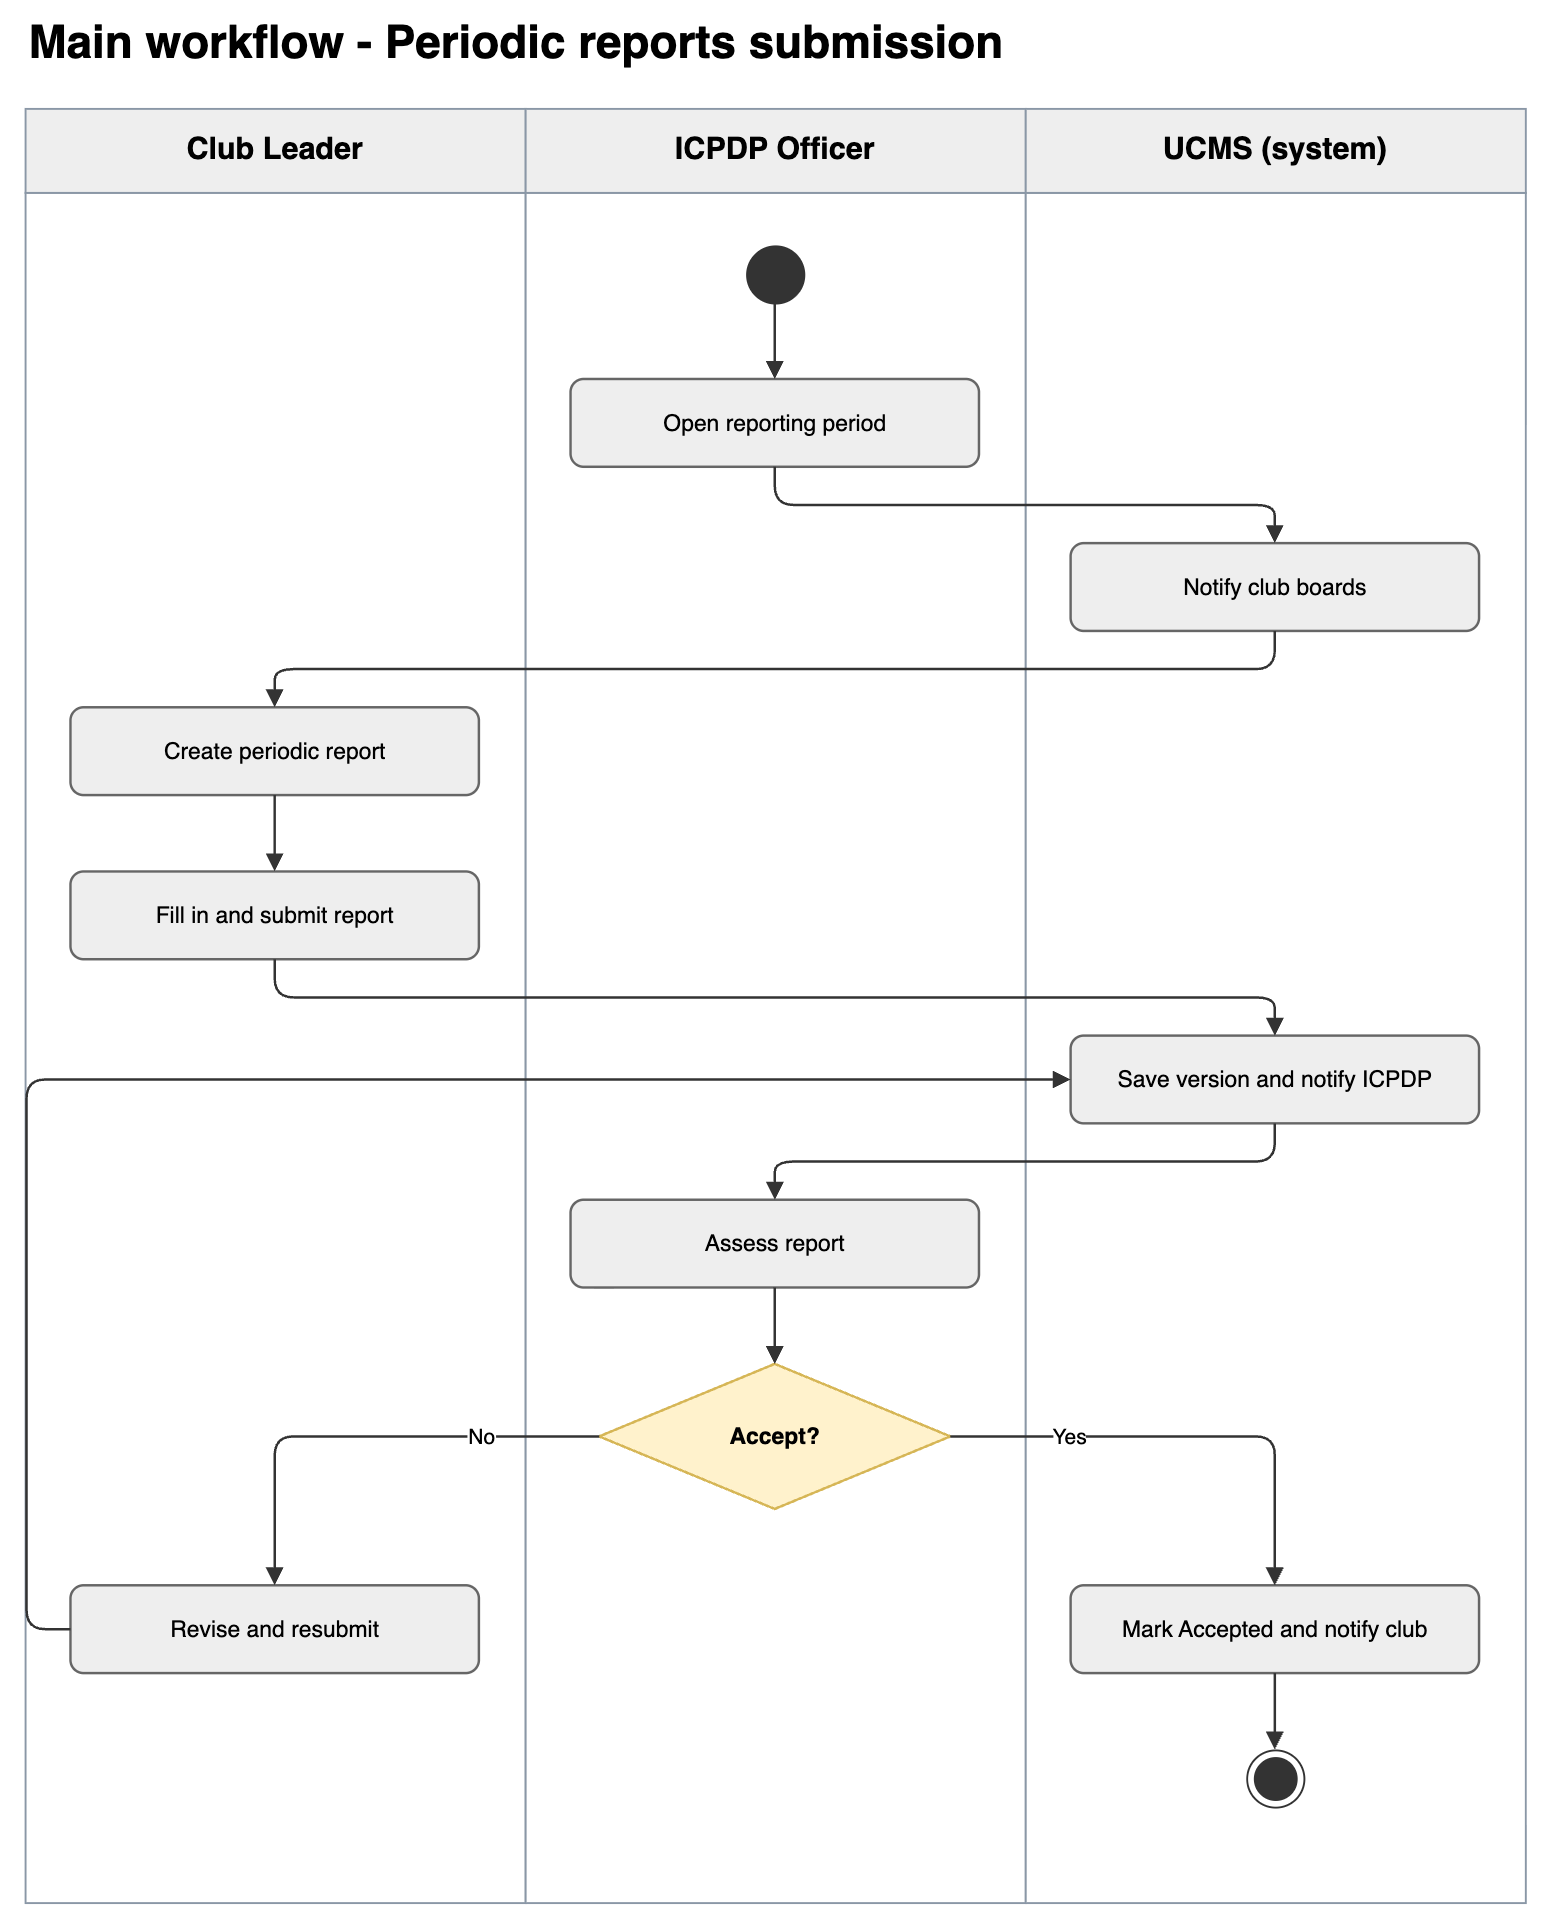 Main workflow - Periodic reports submission
Club Leader
ICPDP Officer
UCMS (system)
Open reporting period
Notify club boards
Create periodic report
Fill in and submit report
Save version and notify ICPDP
Assess report
Accept?
No
Yes
Revise and resubmit
Mark Accepted and notify club